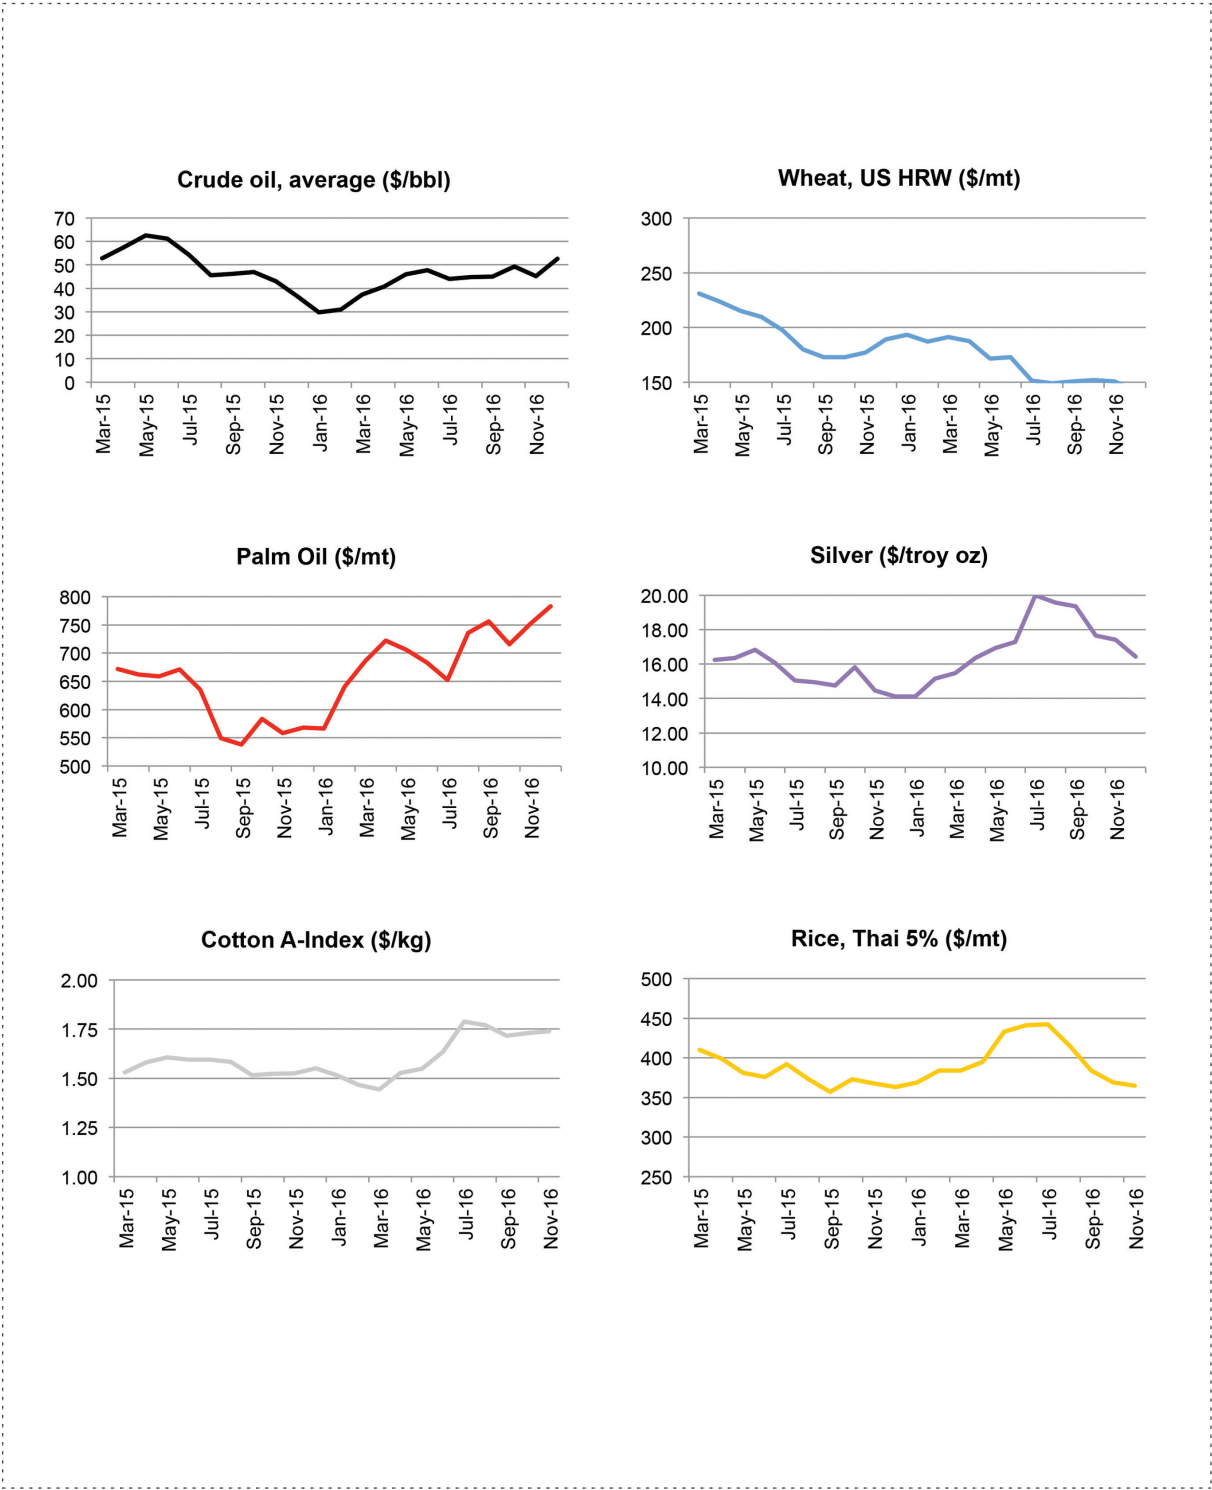 Crude oil, average ($/bbl)
70
60
50
40
30
20
10
0
Mar-15
May-15
Jul-15
Sep-15
Nov-15
Jan-16
Mar-16
May-16
Jul-16
Sep-16
Nov-16
Wheat, US HRW ($/mt)
300
250
200
150
Mar-15
May-15
Jul-15
Sep-15
Nov-15
Jan-16
Mar-16
May-16
Jul-16
Sep-16
Nov-16
Palm Oil ($/mt)
800
750
700
650
600
550
500
Mar-15
May-15
Jul-15
Sep-15
Nov-15
Jan-16
Mar-16
May-16
Jul-16
Sep-16
Nov-16
Silver ($/troy oz)
20.00
18.00
16.00
14.00
12.00
10.00
Mar-15
May-15
Jul-15
Sep-15
Nov-15
Jan-16
Mar-16
May-16
Jul-16
Sep-16
Nov-16
Cotton A-Index ($/kg)
2.00
1.75
1.50
1.25
1.00
Mar-15
May-15
Jul-15
Sep-15
Nov-15
Jan-16
Mar-16
May-16
Jul-16
Sep-16
Nov-16
Rice, Thai 5% ($/mt)
500
450
400
350
300
250
Mar-15
May-15
Jul-15
Sep-15
Nov-15
Jan-16
Mar-16
May-16
Jul-16
Sep-16
Nov-16